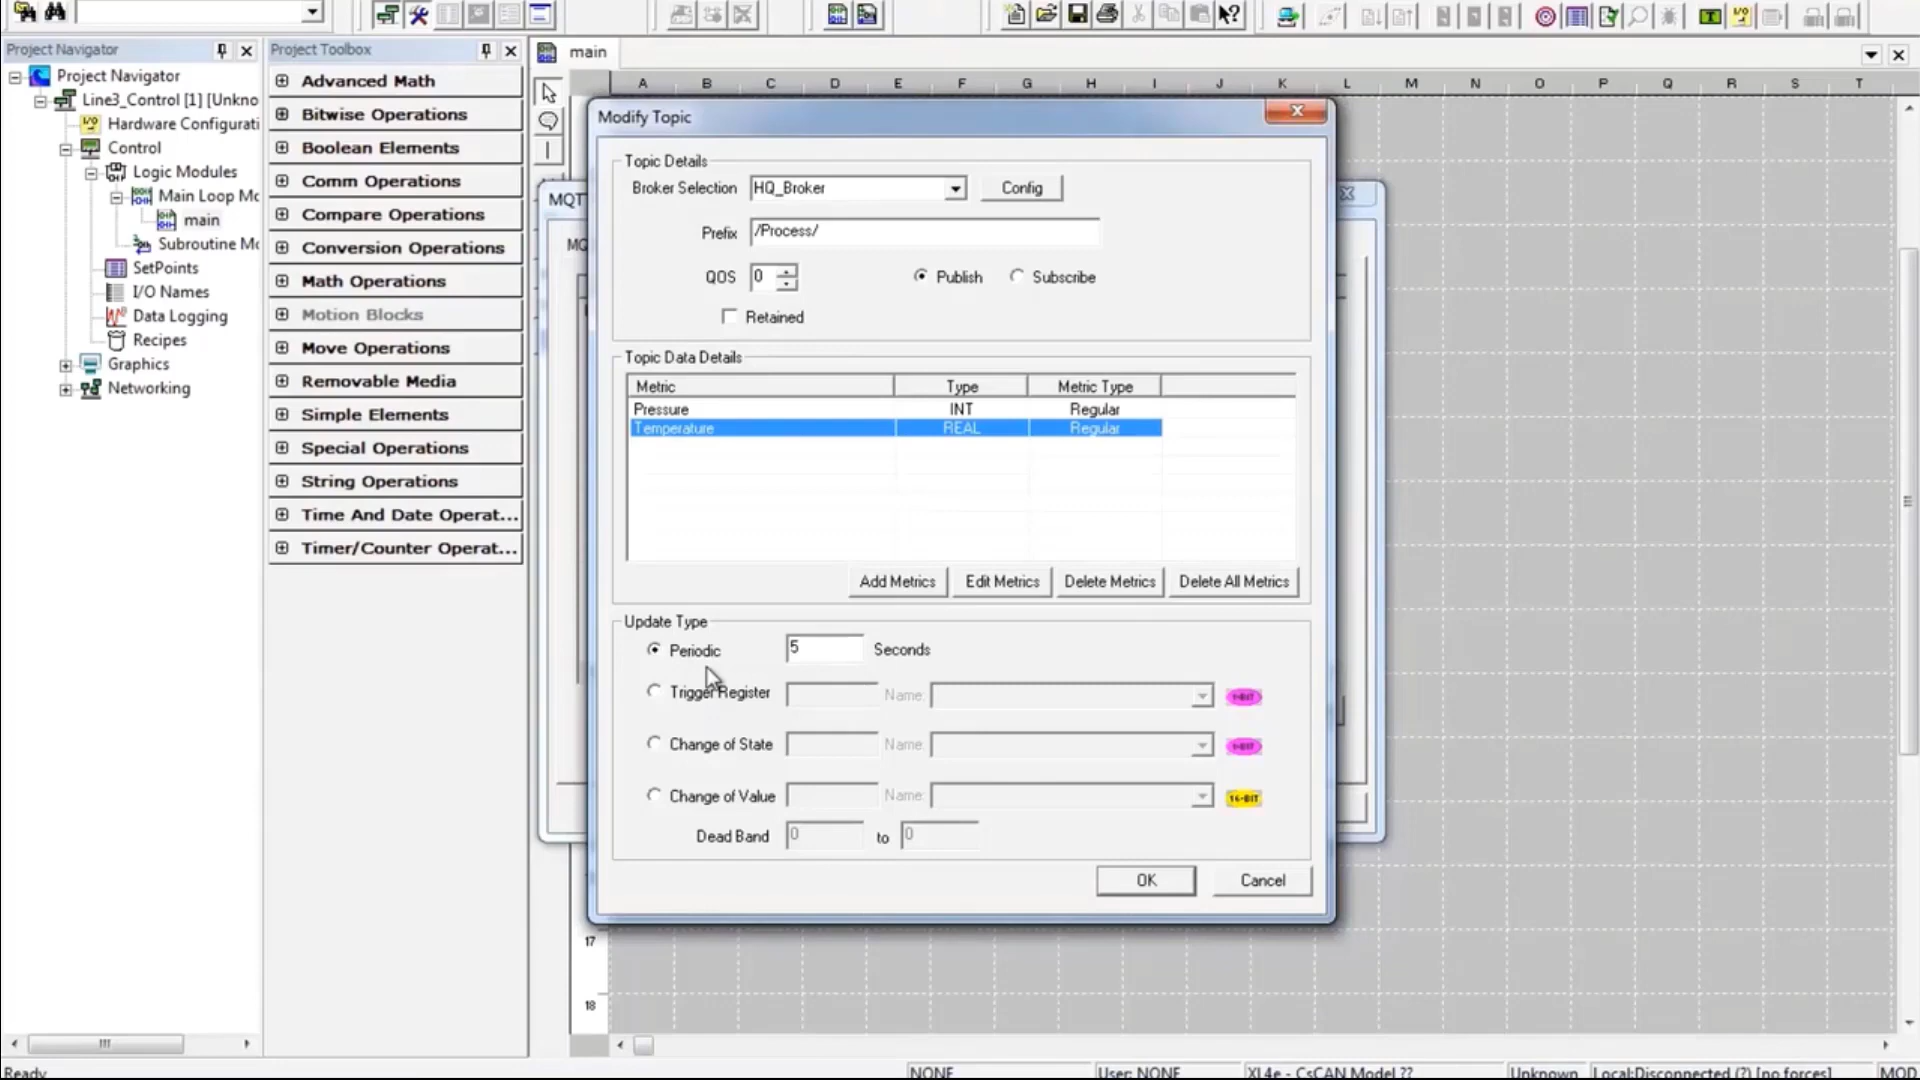 Project Navigator
Project Toolbox
main
Project Navigator
Line3_Control [1] [Unkno
Hardware Configurati
Control
Logic Modules
Main Loop Mc
main
Subroutine Mc
SetPoints
I/O Names
Data Logging
Recipes
Graphics
Networking
Advanced Math
Bitwise Operations
Boolean Elements
Comm Operations
Compare Operations
Conversion Operations
Math Operations
Motion Blocks
Move Operations
Removable Media
Simple Elements
Special Operations
String Operations
Time And Date Operat...
Timer/Counter Operat...
A B C D E F G H I J K L M N O P Q R S T
MQT
MQ
Modify Topic
Topic Details
Broker Selection HQ_Broker Config
Prefix /Process/
QOS 0 Publish Subscribe
Retained
Topic Data Details
Metric Type Metric Type
Pressure INT Regular
Temperature REAL Regular
Add Metrics Edit Metrics Delete Metrics Delete All Metrics
Update Type
Periodic 5 Seconds
Trigger Register Name: 1-BIT
Change of State Name: 1-BIT
Change of Value Name: 16-BIT
Dead Band 0 to 0
OK Cancel
17
18
Ready NONE User: NONE XL4e - CsCAN Model ?? Unknown Local:Disconnected (?) [no forces] MOD